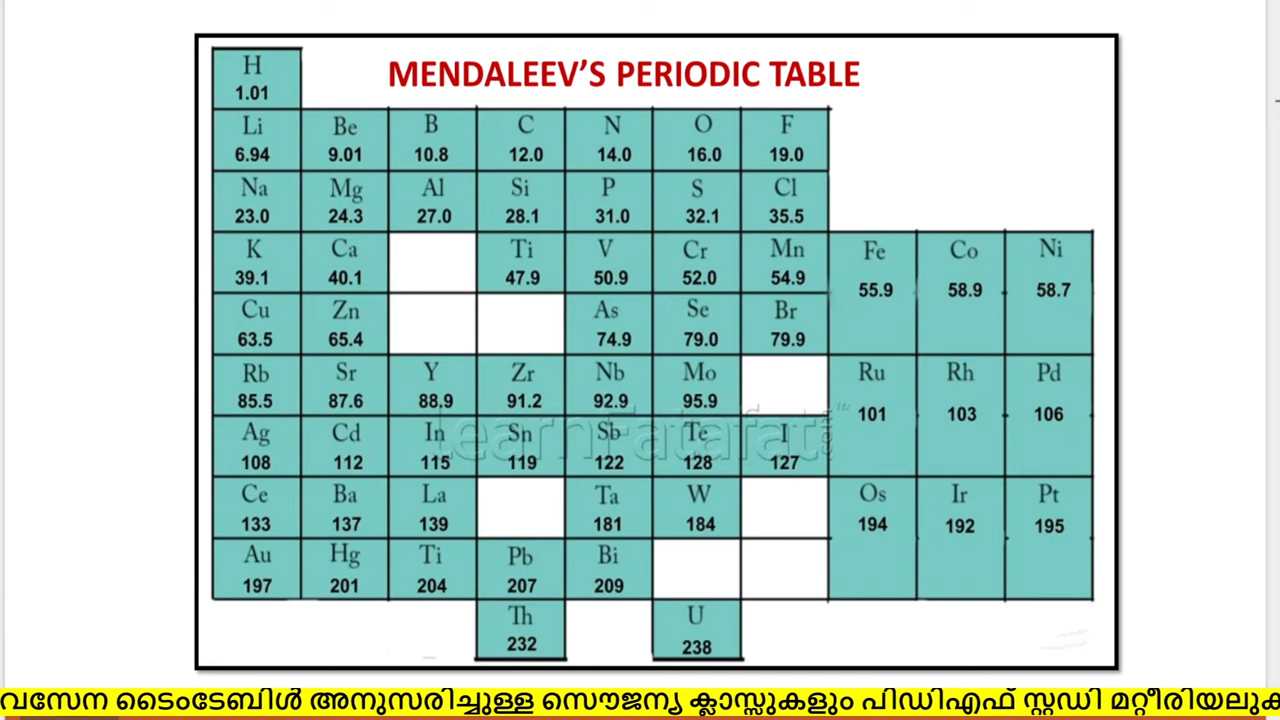 MENDALEEV'S PERIODIC TABLE
H
1.01
Li Be B C N O F
6.94 9.01 10.8 12.0 14.0 16.0 19.0
Na Mg Al Si P S Cl
23.0 24.3 27.0 28.1 31.0 32.1 35.5
K Ca Ti V Cr Mn Fe Co Ni
39.1 40.1 47.9 50.9 52.0 54.9 55.9 58.9 58.7
Cu Zn As Se Br
63.5 65.4 74.9 79.0 79.9
Rb Sr Y Zr Nb Mo Ru Rh Pd
85.5 87.6 88.9 91.2 92.9 95.9 101 103 106
learnfatafat
Ag Cd In Sn Sb Te I
108 112 115 119 122 128 127
Ce Ba La Ta W Os Ir Pt
133 137 139 181 184 194 192 195
Au Hg Ti Pb Bi
197 201 204 207 209
Th U
232 238
വസേന ടൈംടേബിൾ അനുസരിച്ചുള്ള സൌജന്യ ക്ലാസ്സുകളും പിഡിഎഫ് സ്റ്റഡി മറ്റീരിയലുക